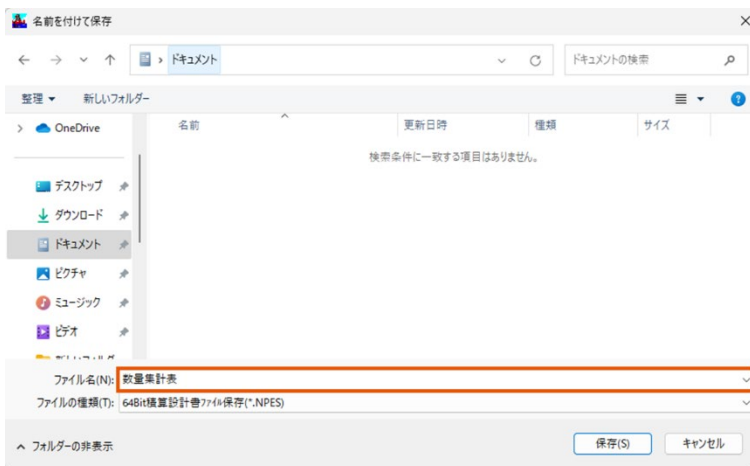 名前を付けて保存
ドキュメント
ドキュメントの検索
整理 新しいフォルダー
OneDrive
名前 更新日時 種類 サイズ
検索条件に一致する項目はありません。
デスクトップ
ダウンロード
ドキュメント
ピクチャ
ミュージック
ビデオ
ファイル名(N): 数量集計表
ファイルの種類(T): 64Bit積算設計書ファイル保存(*.NPES)
フォルダーの非表示
保存(S) キャンセル